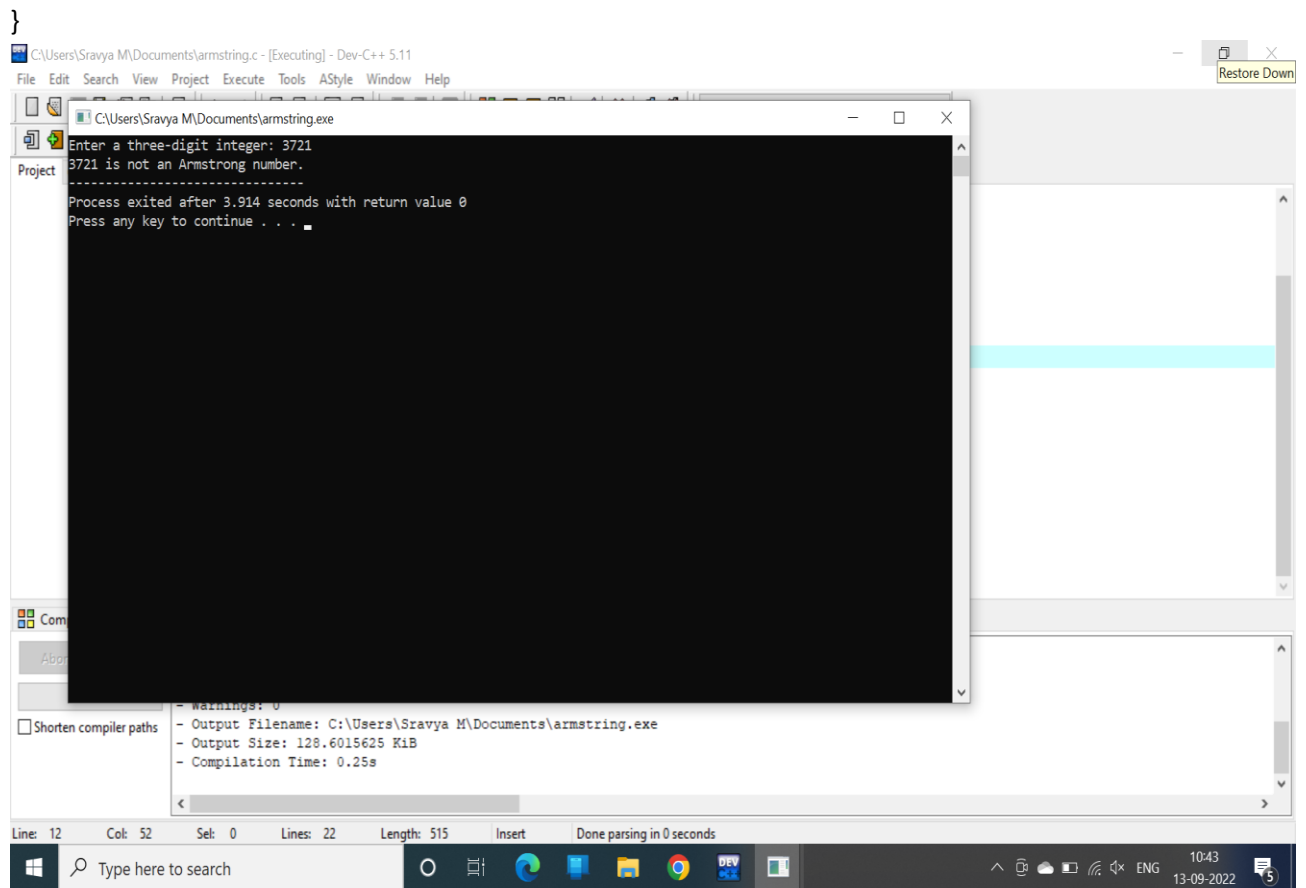 }
C:\Users\Sravya M\Documents\armstring.c - [Executing] - Dev-C++ 5.11
File Edit Search View Project Execute Tools AStyle Window Help
Restore Down
C:\Users\Sravya M\Documents\armstring.exe
Enter a three-digit integer: 3721
3721 is not an Armstrong number.
--------------------------------
Process exited after 3.914 seconds with return value 0
Press any key to continue . . .
Project
Com
Abor
- Warnings: 0
Shorten compiler paths
- Output Filename: C:\Users\Sravya M\Documents\armstring.exe
- Output Size: 128.6015625 KiB
- Compilation Time: 0.25s
Line: 12 Col: 52 Sel: 0 Lines: 22 Length: 515 Insert Done parsing in 0 seconds
Type here to search
DEV
C++
ENG
10:43
13-09-2022
5